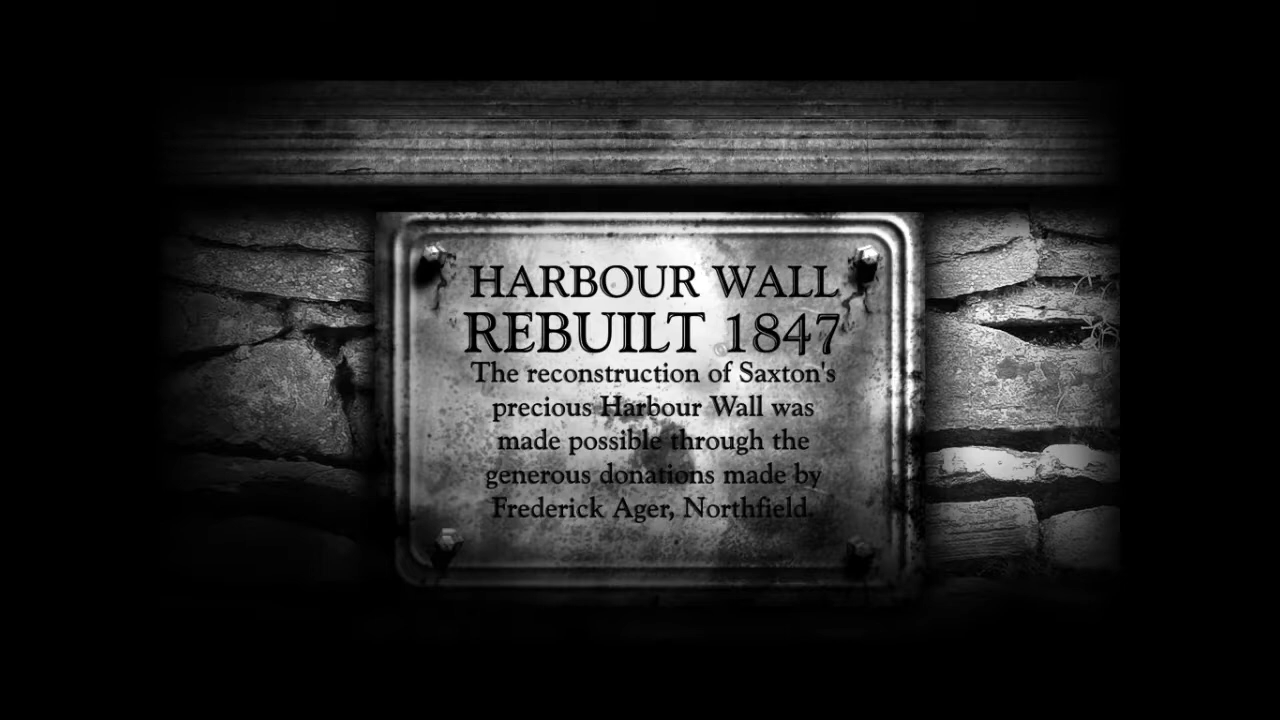 HARBOUR WALL
REBUILT 1847
The reconstruction of Saxton's
precious Harbour Wall was
made possible through the
generous donations made by
Frederick Ager, Northfield.